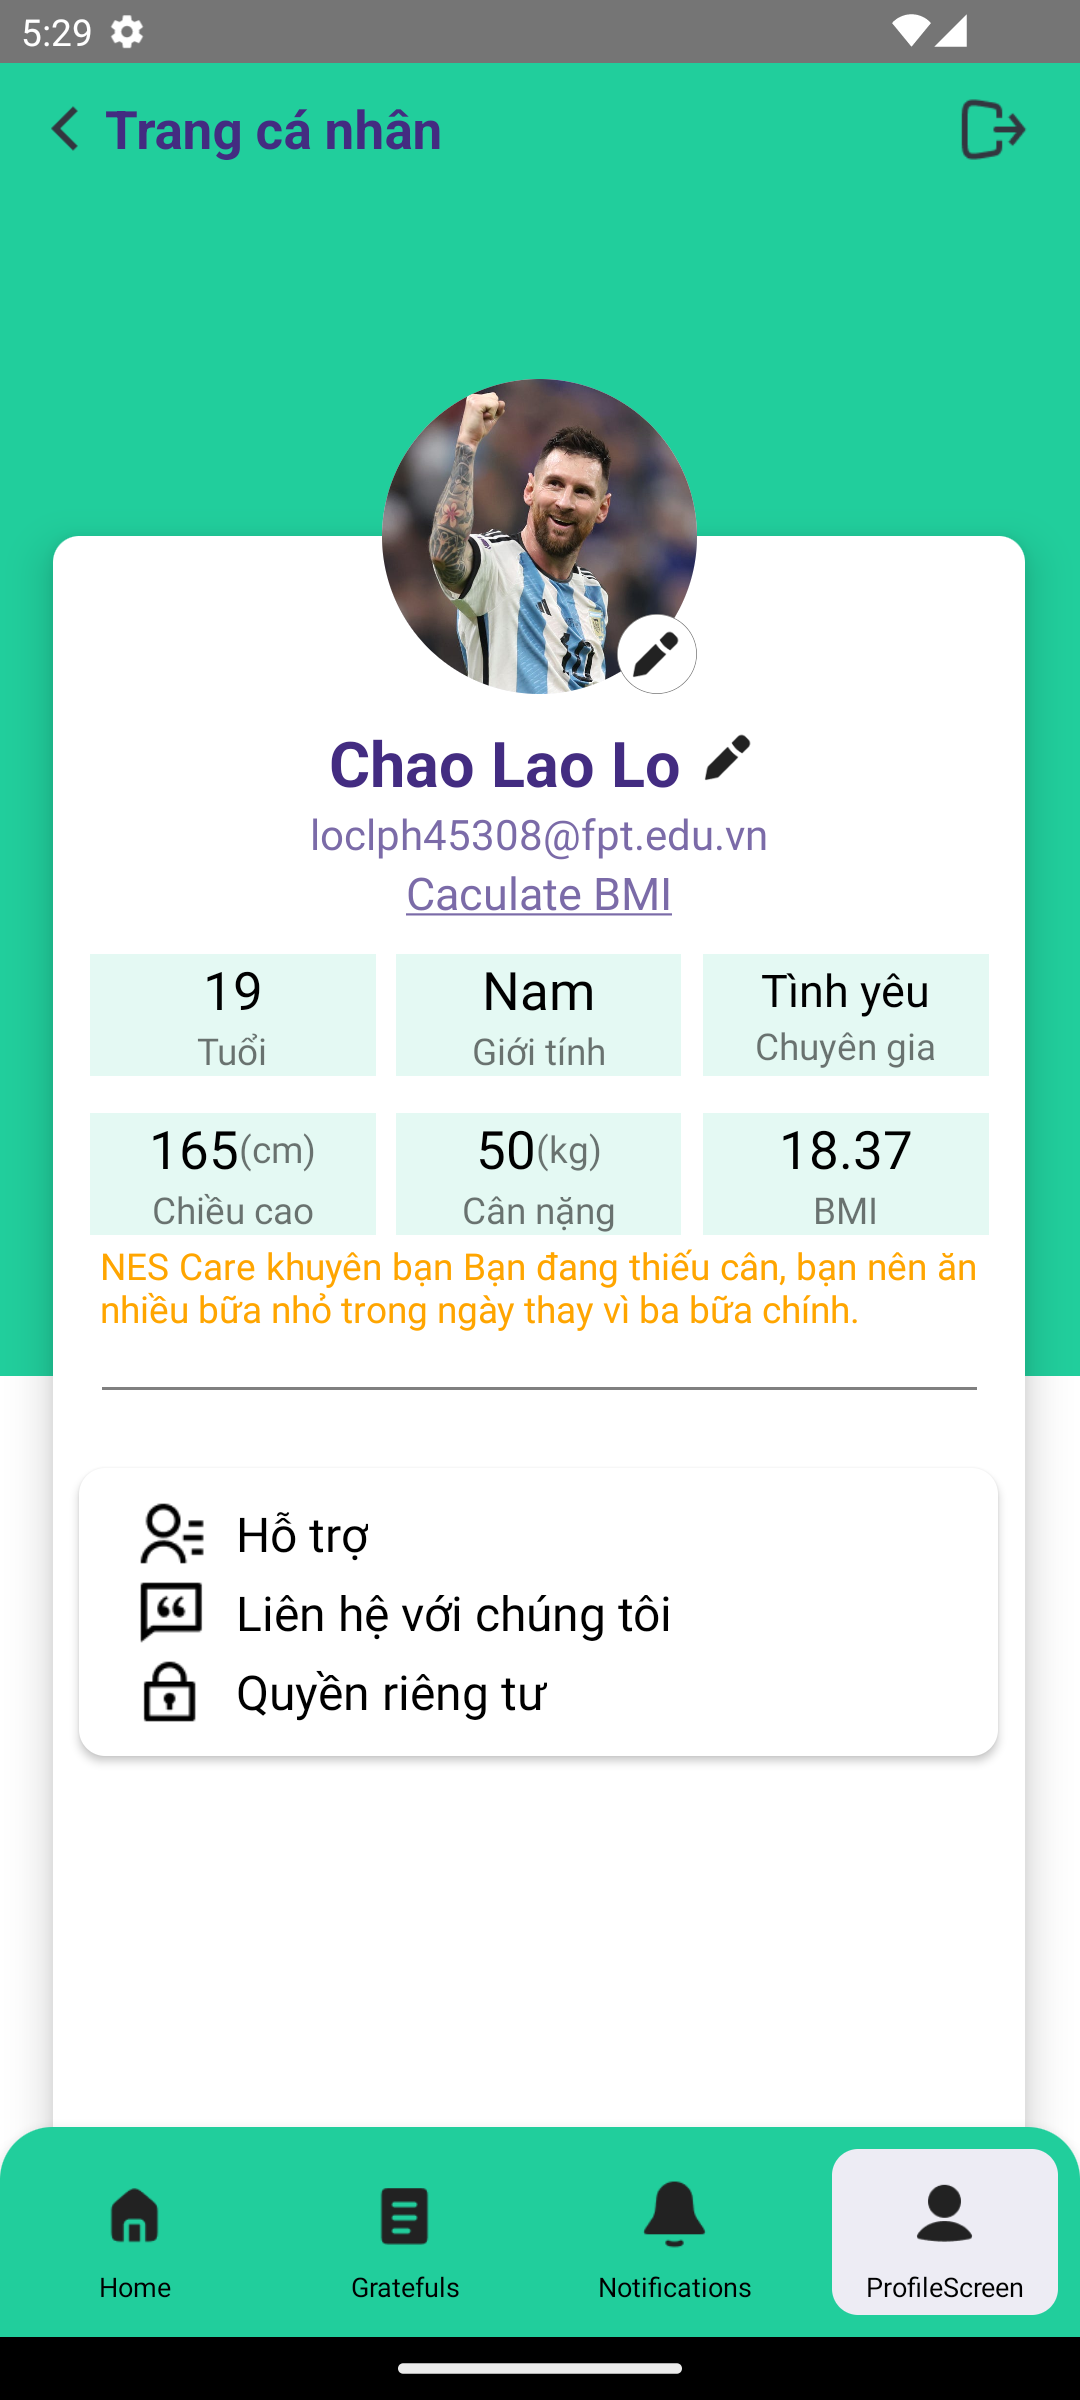 5:29
Trang cá nhân
10
Chao Lao Lo
loclph45308@fpt.edu.vn
Caculate BMI
19 Nam Tình yêu
Tuổi Giới tính Chuyên gia
165(cm) 50(kg) 18.37
Chiều cao Cân nặng BMI
NES Care khuyên bạn Bạn đang thiếu cân, bạn nên ăn
nhiều bữa nhỏ trong ngày thay vì ba bữa chính.
Hỗ trợ
Liên hệ với chúng tôi
Quyền riêng tư
Home Gratefuls Notifications ProfileScreen